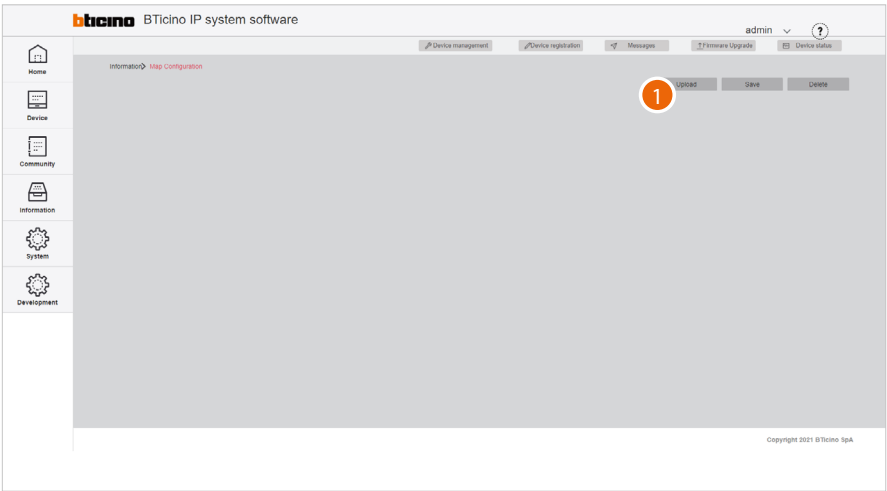 bticino BTicino IP system software
admin ?
Device management Device registration Messages Firmware Upgrade Device status
Home
Information Map Configuration
1 Upload Save Delete
Device
Community
Information
System
Development
Copyright 2021 BTicino SpA